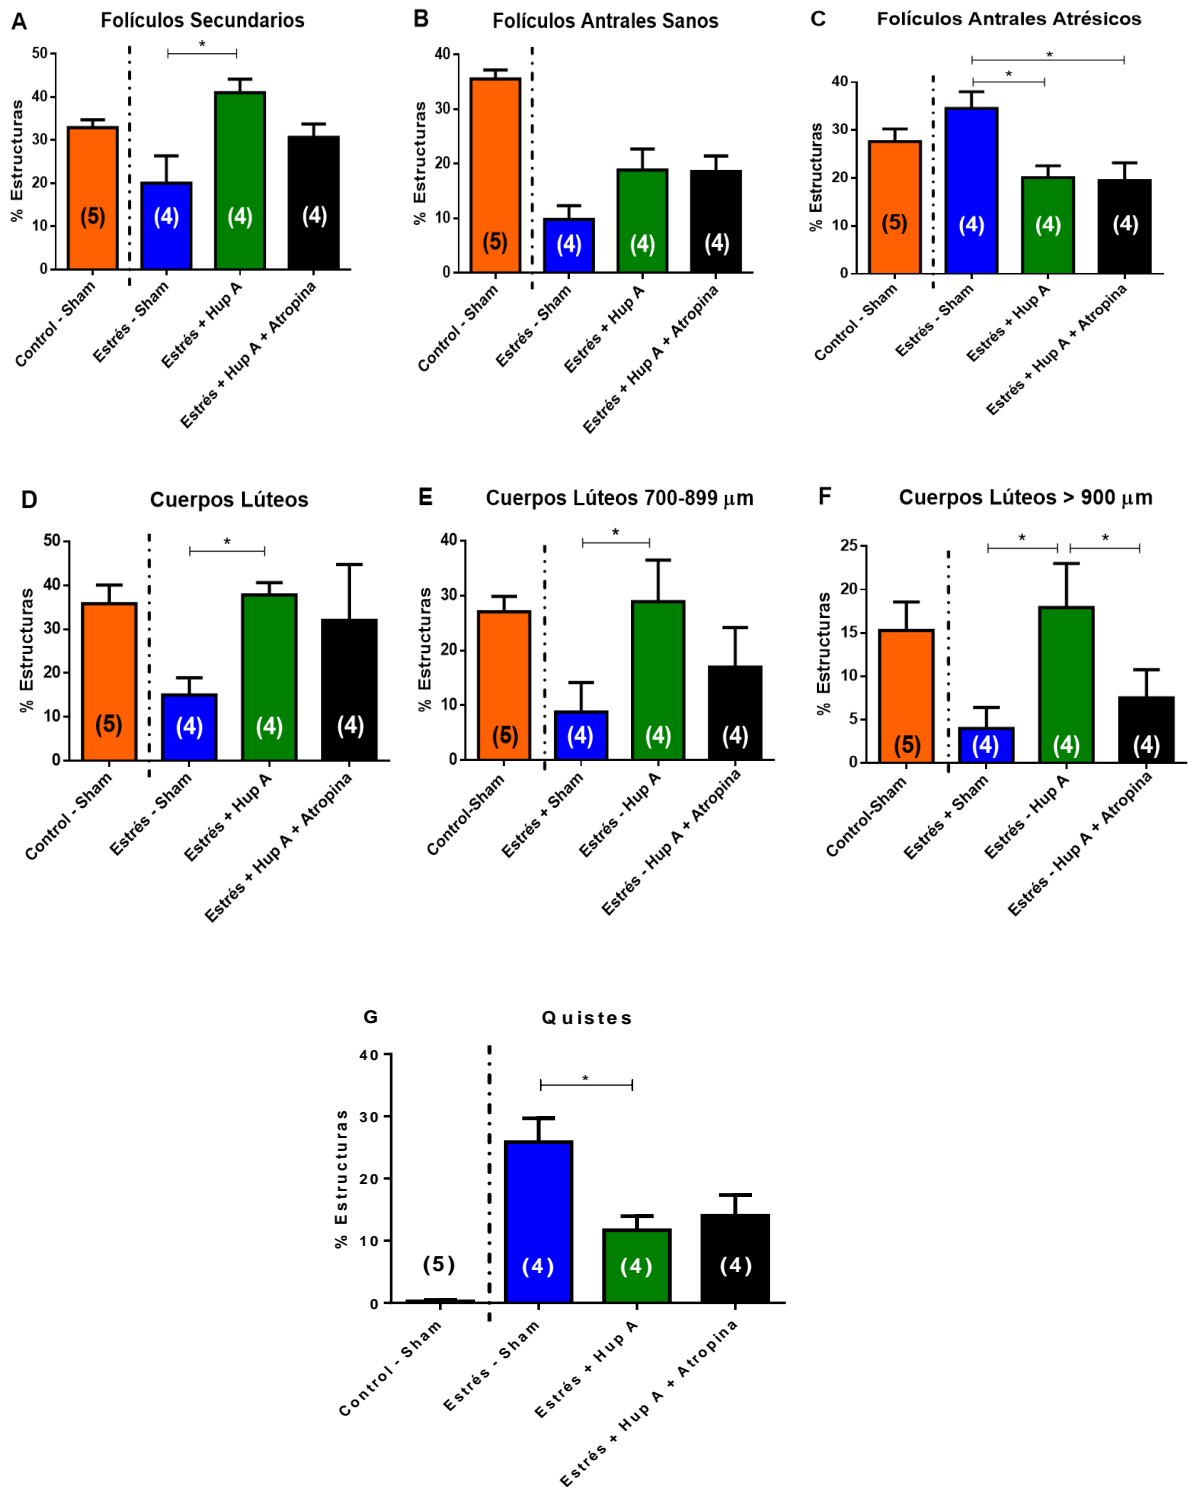 A
Folículos Secundarios
% Estructuras
50
40
30
20
10
0
*
(5)
(4)
(4)
(4)
Control - Sham
Estrés - Sham
Estrés + Hup A
Estrés + Hup A + Atropina
B
Folículos Antrales Sanos
% Estructuras
40
30
20
10
0
(5)
(4)
(4)
(4)
Control - Sham
Estrés - Sham
Estrés + Hup A
Estrés + Hup A + Atropina
C
Folículos Antrales Atrésicos
% Estructuras
40
30
20
10
0
*
*
(5)
(4)
(4)
(4)
Control - Sham
Estrés - Sham
Estrés + Hup A
Estrés + Hup A + Atropina
D
Cuerpos Lúteos
% Estructuras
50
40
30
20
10
0
*
(5)
(4)
(4)
(4)
Control - Sham
Estrés - Sham
Estrés + Hup A
Estrés + Hup A + Atropina
E
Cuerpos Lúteos 700-899 μm
% Estructuras
40
30
20
10
0
*
(5)
(4)
(4)
(4)
Control-Sham
Estrés + Sham
Estrés - Hup A
Estrés - Hup A + Atropina
F
Cuerpos Lúteos > 900 μm
% Estructuras
25
20
15
10
5
0
*
*
(5)
(4)
(4)
(4)
Control-Sham
Estrés + Sham
Estrés - Hup A
Estrés - Hup A + Atropina
G
Quistes
% Estructuras
40
30
20
10
0
*
(5)
(4)
(4)
(4)
Control - Sham
Estrés - Sham
Estrés + Hup A
Estrés + Hup A + Atropina